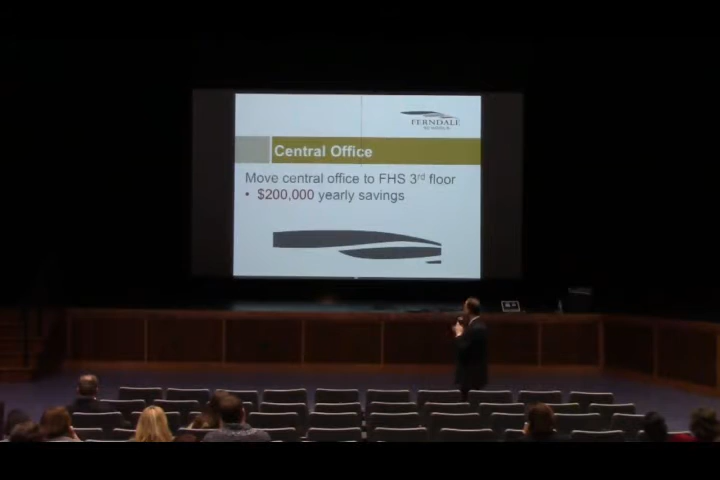 FERNDALE
Central Office
Move central office to FHS 3rd floor
• $200,000 yearly savings